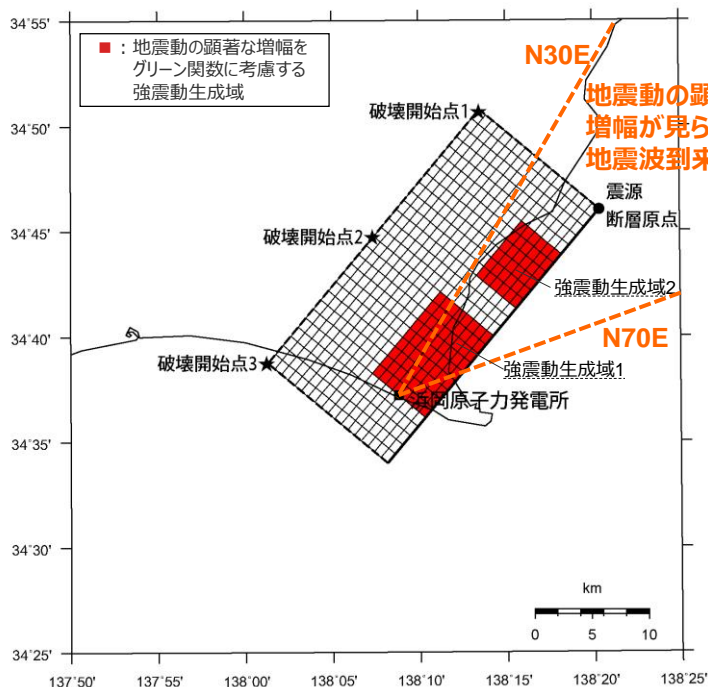 34°55'
■ : 地震動の顕著な増幅を
グリーン関数に考慮する
強震動生成域
N30E
地震動の顕
増幅が見ら
地震波到来
34°50'
破壊開始点1
震源
断層原点
34°45'
破壊開始点2
強震動生成域2
34°40'
N70E
破壊開始点3
強震動生成域1
浜岡原子力発電所
34°35'
34°30'
km
0 5 10
34°25'
137°50' 137°55' 138°00' 138°05' 138°10' 138°15' 138°20' 138°25'